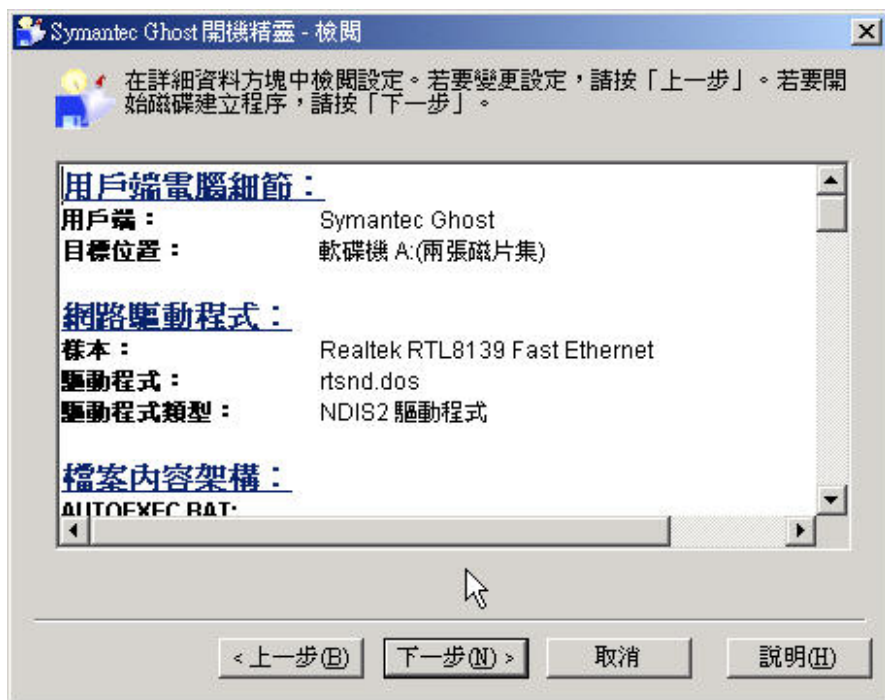 Symantec Ghost 開機精靈 - 檢閱
在詳細資料方塊中檢閱設定。若要變更設定，請按「上一步」。若要開
始磁碟建立程序，請按「下一步」。
用戶端電腦細節：
用戶端： Symantec Ghost
目標位置： 軟碟機 A:(兩張磁片集)
網路驅動程式：
樣本： Realtek RTL8139 Fast Ethernet
驅動程式： rtsnd.dos
驅動程式類型： NDIS2 驅動程式
檔案內容架構：
AUTOEXEC.BAT:
<上一步(B) 下一步(N)> 取消 說明(H)